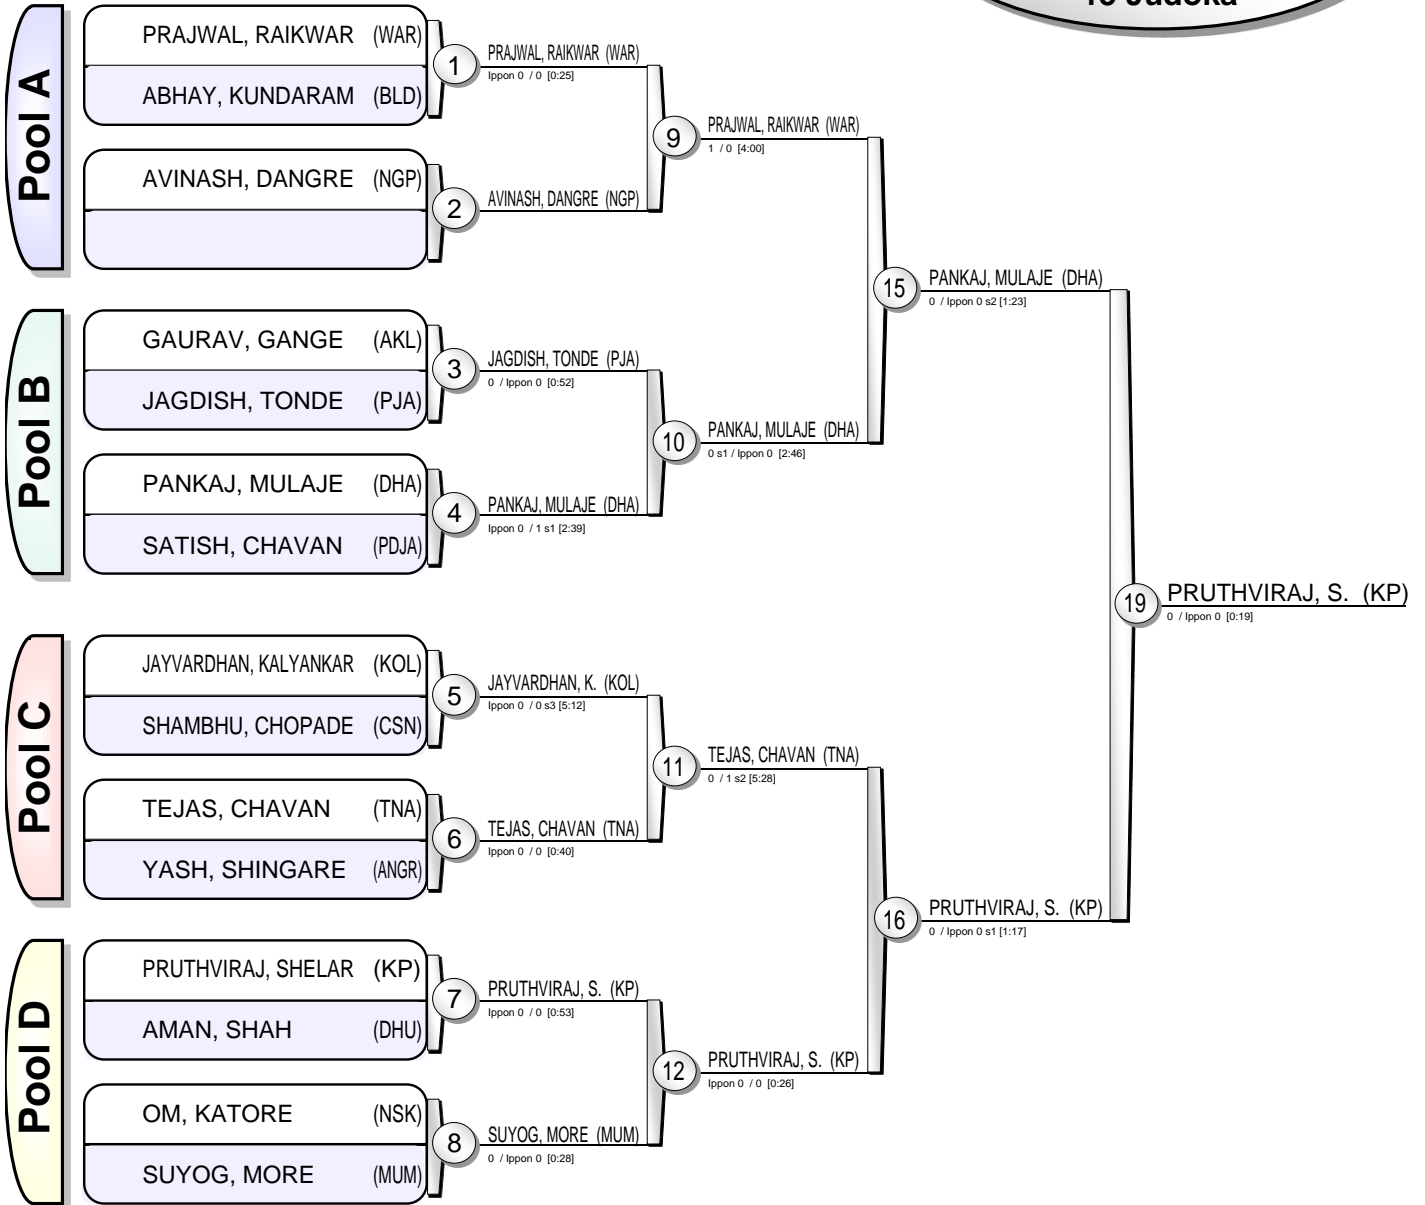 15 Judoka
Pool A
PRAJWAL, RAIKWAR (WAR)
ABHAY, KUNDARAM (BLD)
1
PRAJWAL, RAIKWAR (WAR)
Ippon 0 / 0 [0:25]
AVINASH, DANGRE (NGP)
2
AVINASH, DANGRE (NGP)
9
PRAJWAL, RAIKWAR (WAR)
1 / 0 [4:00]
Pool B
GAURAV, GANGE (AKL)
JAGDISH, TONDE (PJA)
3
JAGDISH, TONDE (PJA)
0 / Ippon 0 [0:52]
PANKAJ, MULAJE (DHA)
SATISH, CHAVAN (PDJA)
4
PANKAJ, MULAJE (DHA)
Ippon 0 / 1 s1 [2:39]
10
PANKAJ, MULAJE (DHA)
0 s1 / Ippon 0 [2:46]
15
PANKAJ, MULAJE (DHA)
0 / Ippon 0 s2 [1:23]
Pool C
JAYVARDHAN, KALYANKAR (KOL)
SHAMBHU, CHOPADE (CSN)
5
JAYVARDHAN, K. (KOL)
Ippon 0 / 0 s3 [5:12]
TEJAS, CHAVAN (TNA)
YASH, SHINGARE (ANGR)
6
TEJAS, CHAVAN (TNA)
Ippon 0 / 0 [0:40]
11
TEJAS, CHAVAN (TNA)
0 / 1 s2 [5:28]
Pool D
PRUTHVIRAJ, SHELAR (KP)
AMAN, SHAH (DHU)
7
PRUTHVIRAJ, S. (KP)
Ippon 0 / 0 [0:53]
OM, KATORE (NSK)
SUYOG, MORE (MUM)
8
SUYOG, MORE (MUM)
0 / Ippon 0 [0:28]
12
PRUTHVIRAJ, S. (KP)
Ippon 0 / 0 [0:26]
16
PRUTHVIRAJ, S. (KP)
0 / Ippon 0 s1 [1:17]
19
PRUTHVIRAJ, S. (KP)
0 / Ippon 0 [0:19]